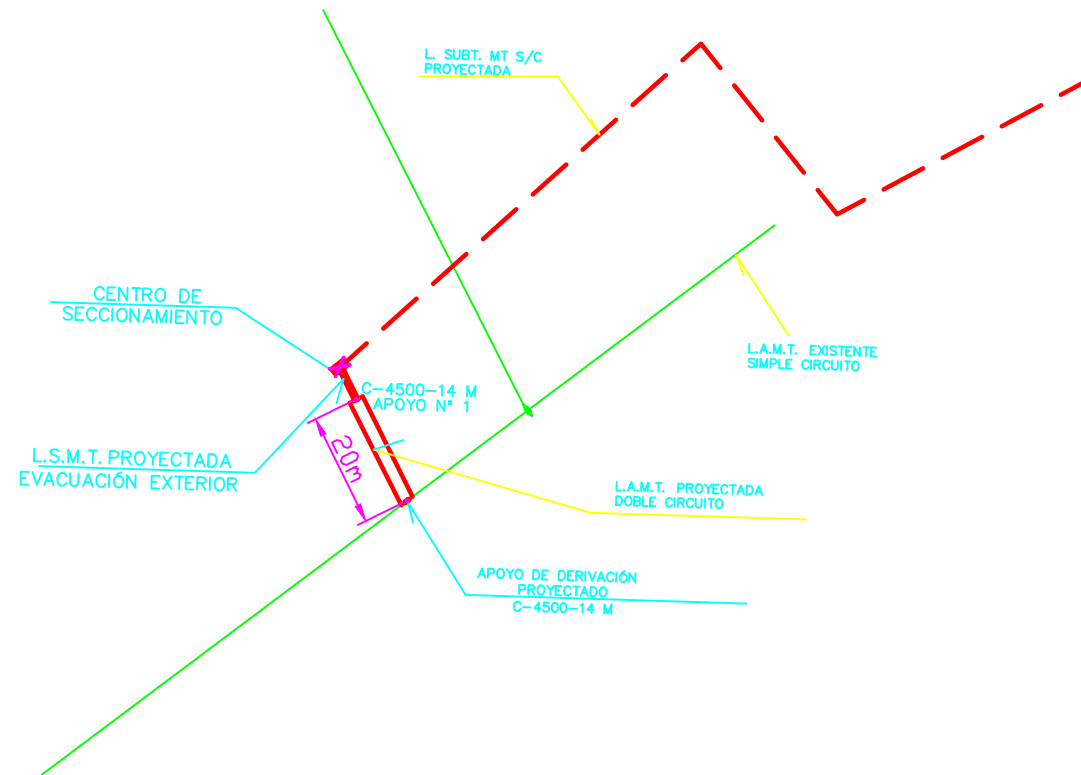 L. SUBT. MT S/C
PROYECTADA
CENTRO DE
SECCIONAMIENTO
L.A.M.T. EXISTENTE
SIMPLE CIRCUITO
C-4500-14 M
APOYO Nº 1
20m
L.S.M.T. PROYECTADA
EVACUACIÓN EXTERIOR
L.A.M.T. PROYECTADA
DOBLE CIRCUITO
APOYO DE DERIVACIÓN
PROYECTADO
C-4500-14 M